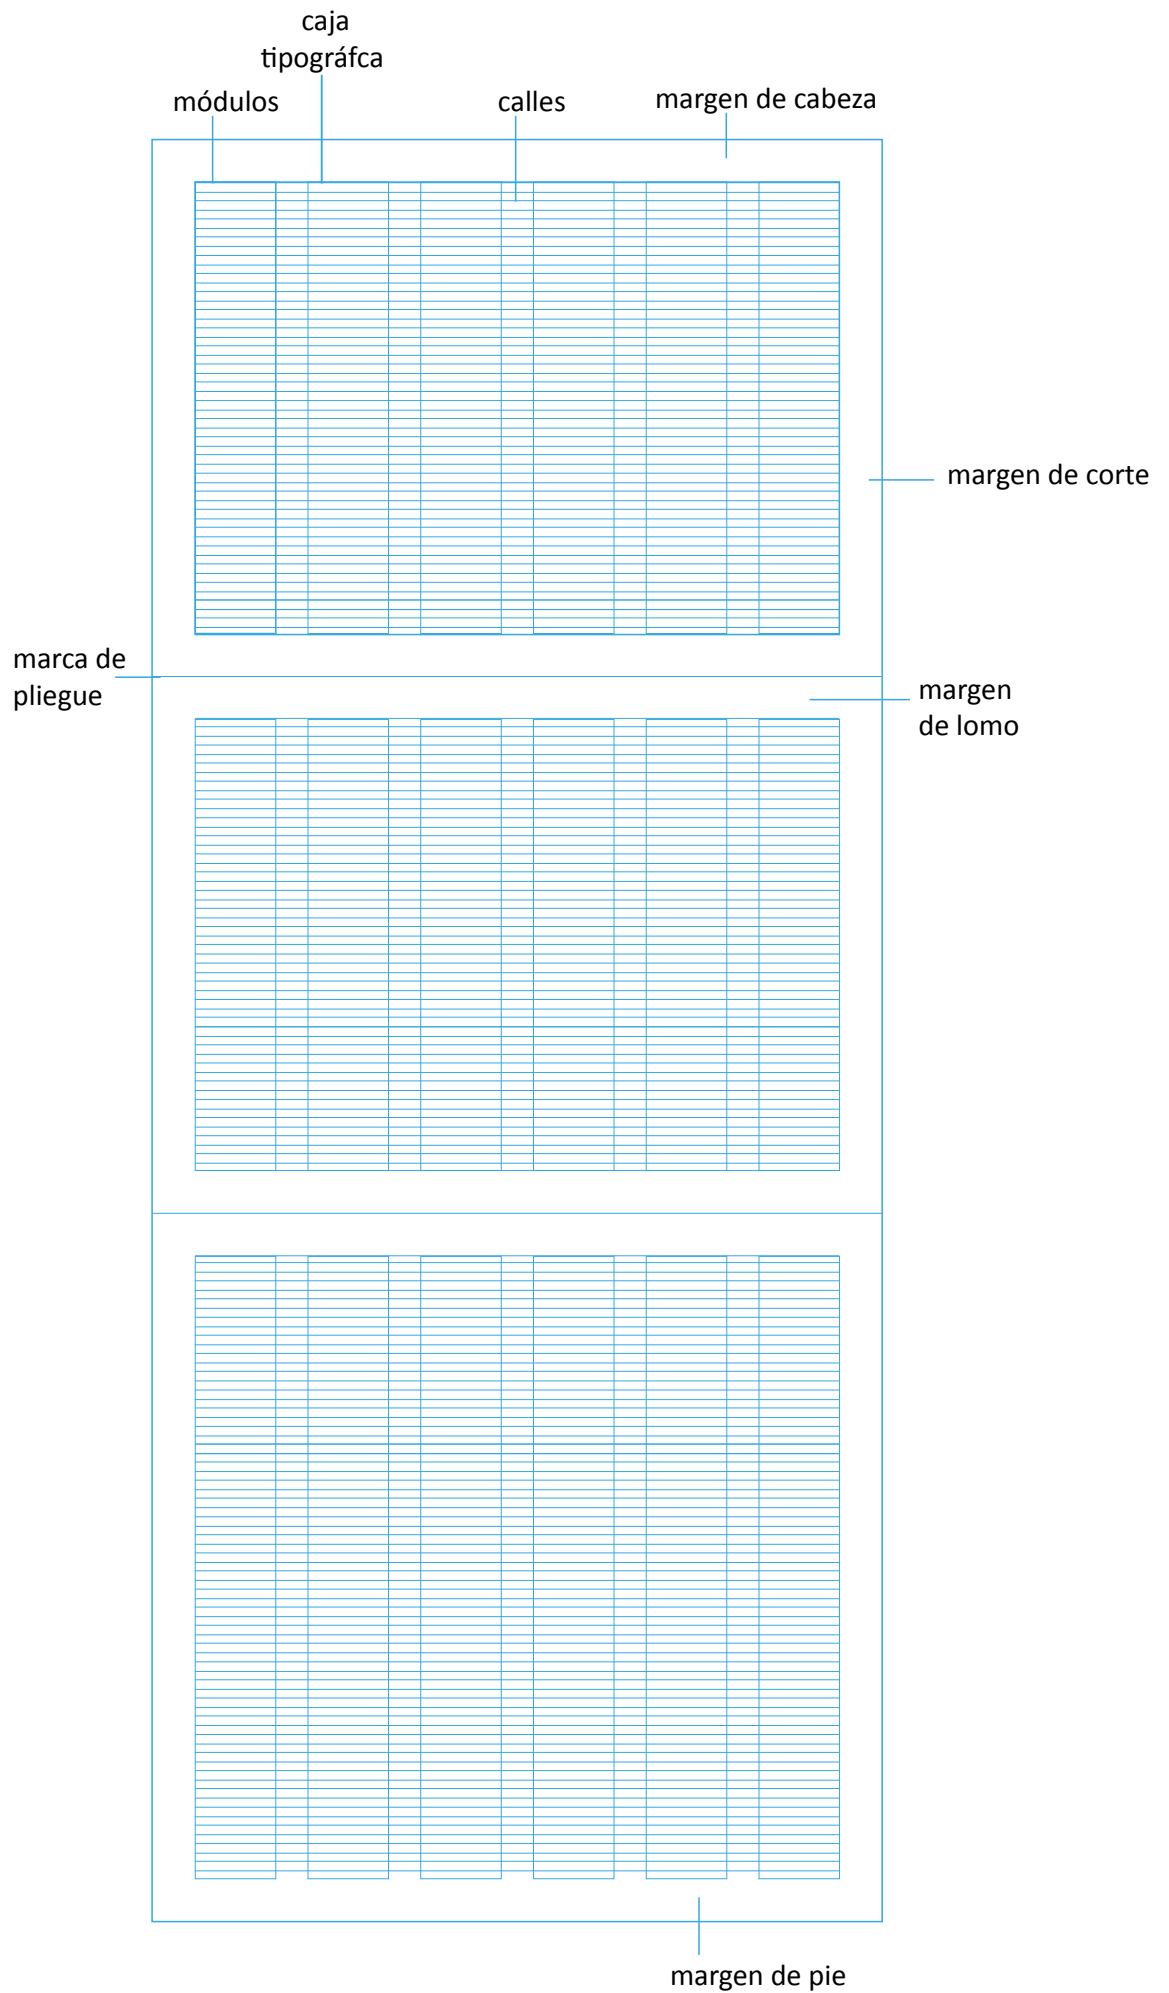 caja
tipográfca
módulos
calles
margen de cabeza
margen de corte
marca de
pliegue
margen
de lomo
margen de pie